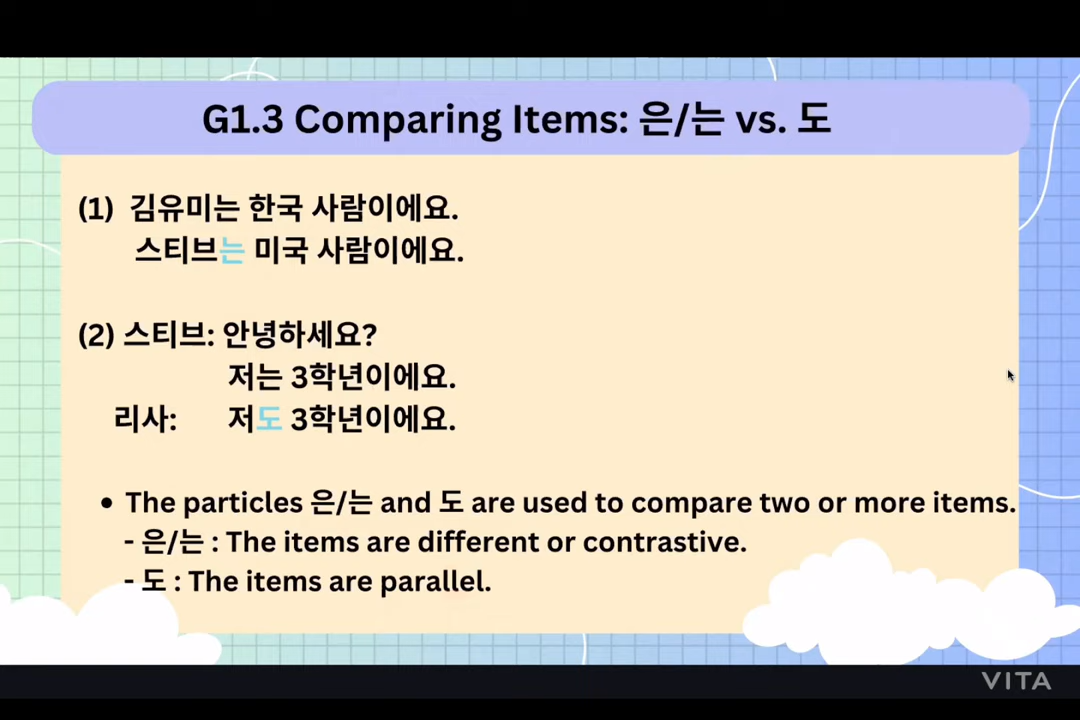 G1.3 Comparing Items: 은/는 vs. 도
(1) 김유미는 한국 사람이에요.
스티브는 미국 사람이에요.
(2) 스티브: 안녕하세요?
저는 3학년이에요.
리사: 저도 3학년이에요.
• The particles 은/는 and 도 are used to compare two or more items.
- 은/는 : The items are different or contrastive.
- 도 : The items are parallel.
VITA